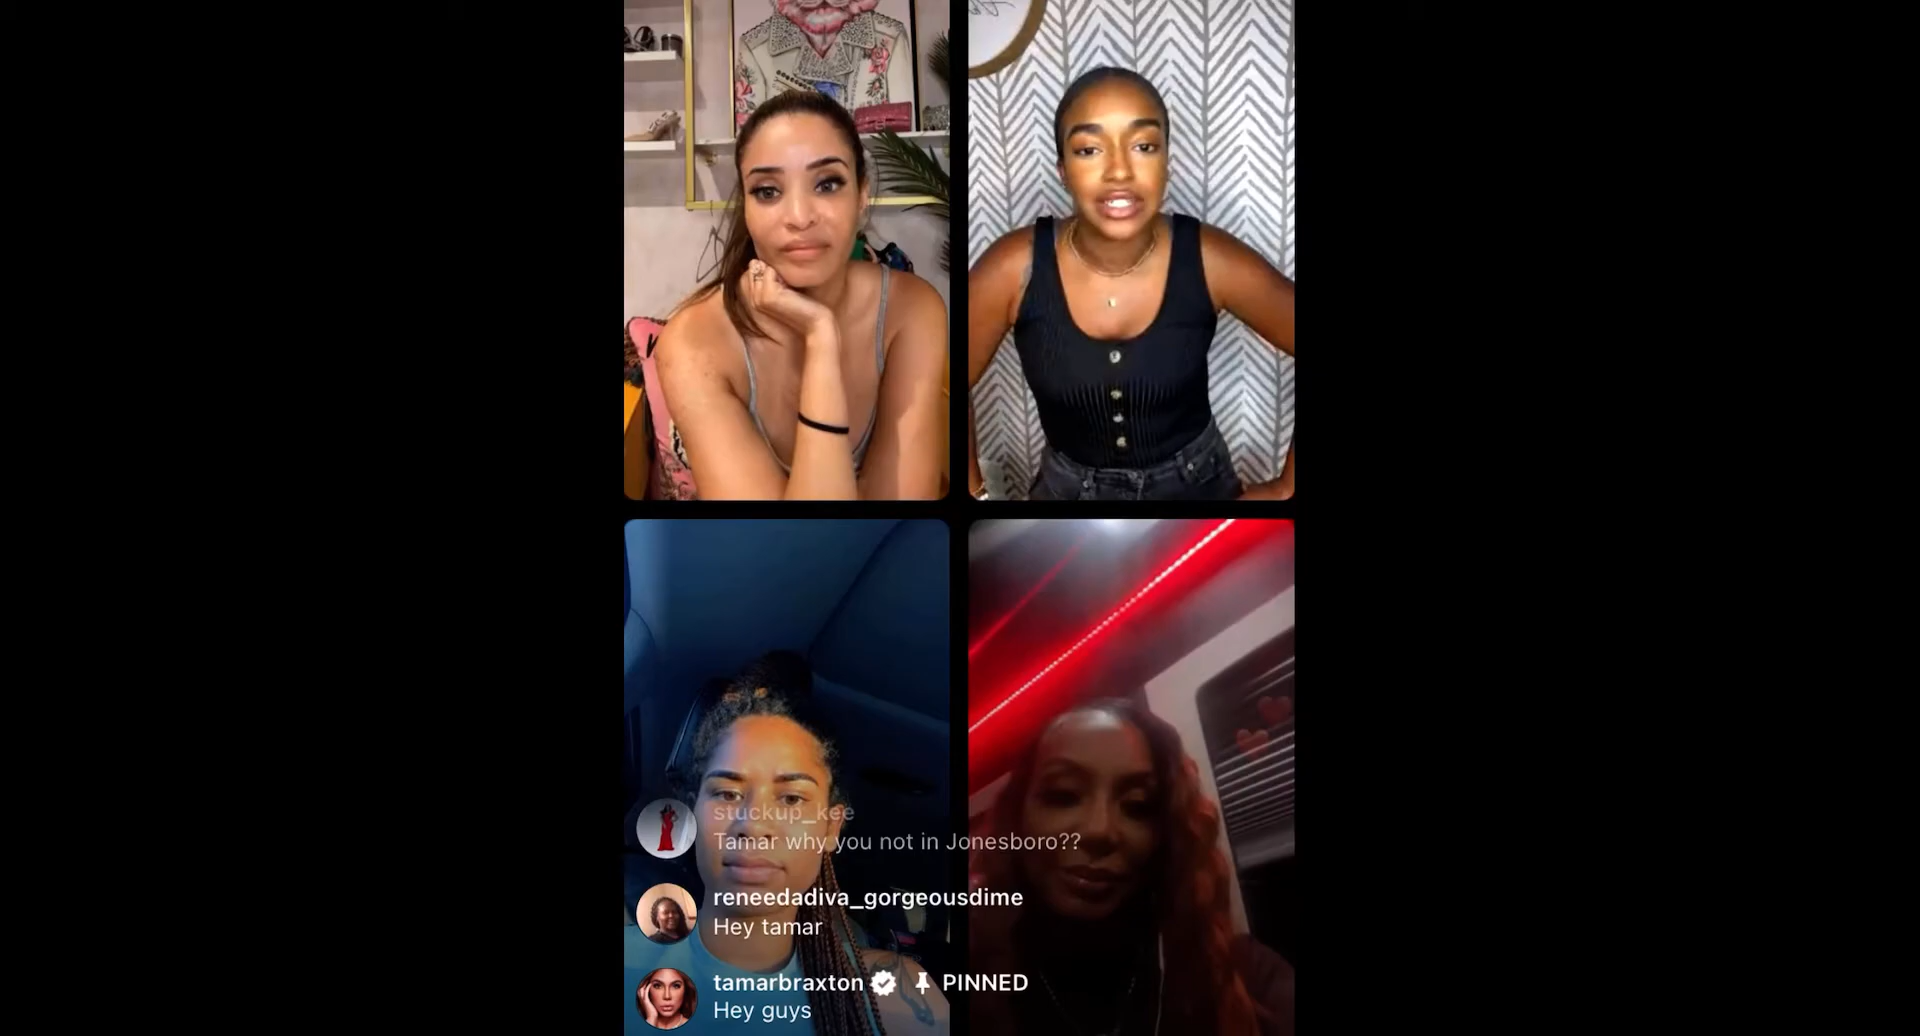 stuckup_kee
Tamar why you not in Jonesboro??
reneedadiva_gorgeousdime
Hey tamar
tamarbraxton PINNED
Hey guys